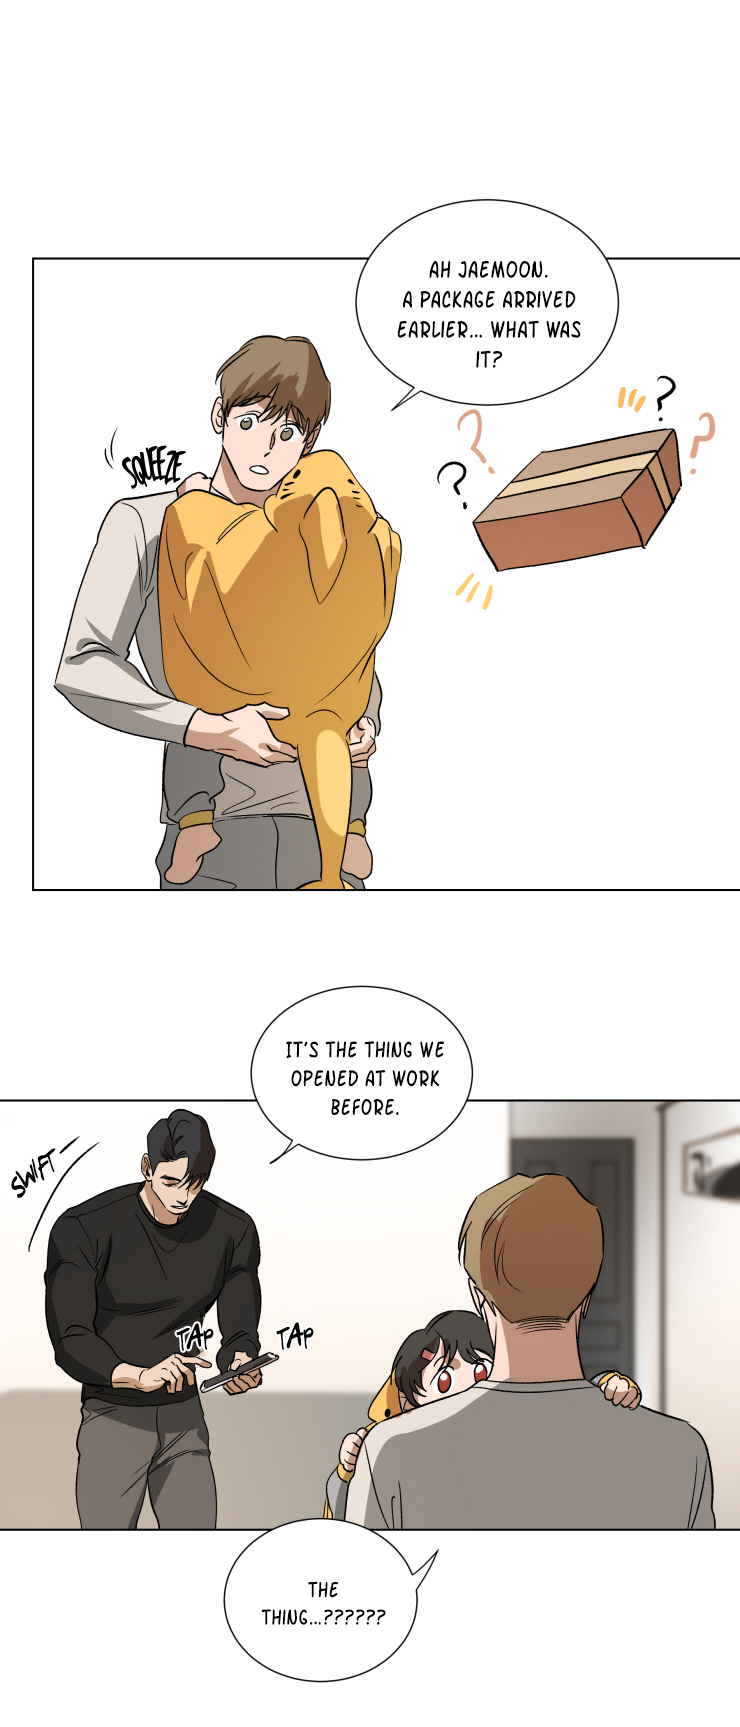 AH JAEMOON.
A PACKAGE ARRIVED
EARLIER... WHAT WAS
IT?
?
?
?
?
SQUEEZE
IT'S THE THING WE
OPENED AT WORK
BEFORE.
SWIFT
TAP
TAP
THE
THING...??????